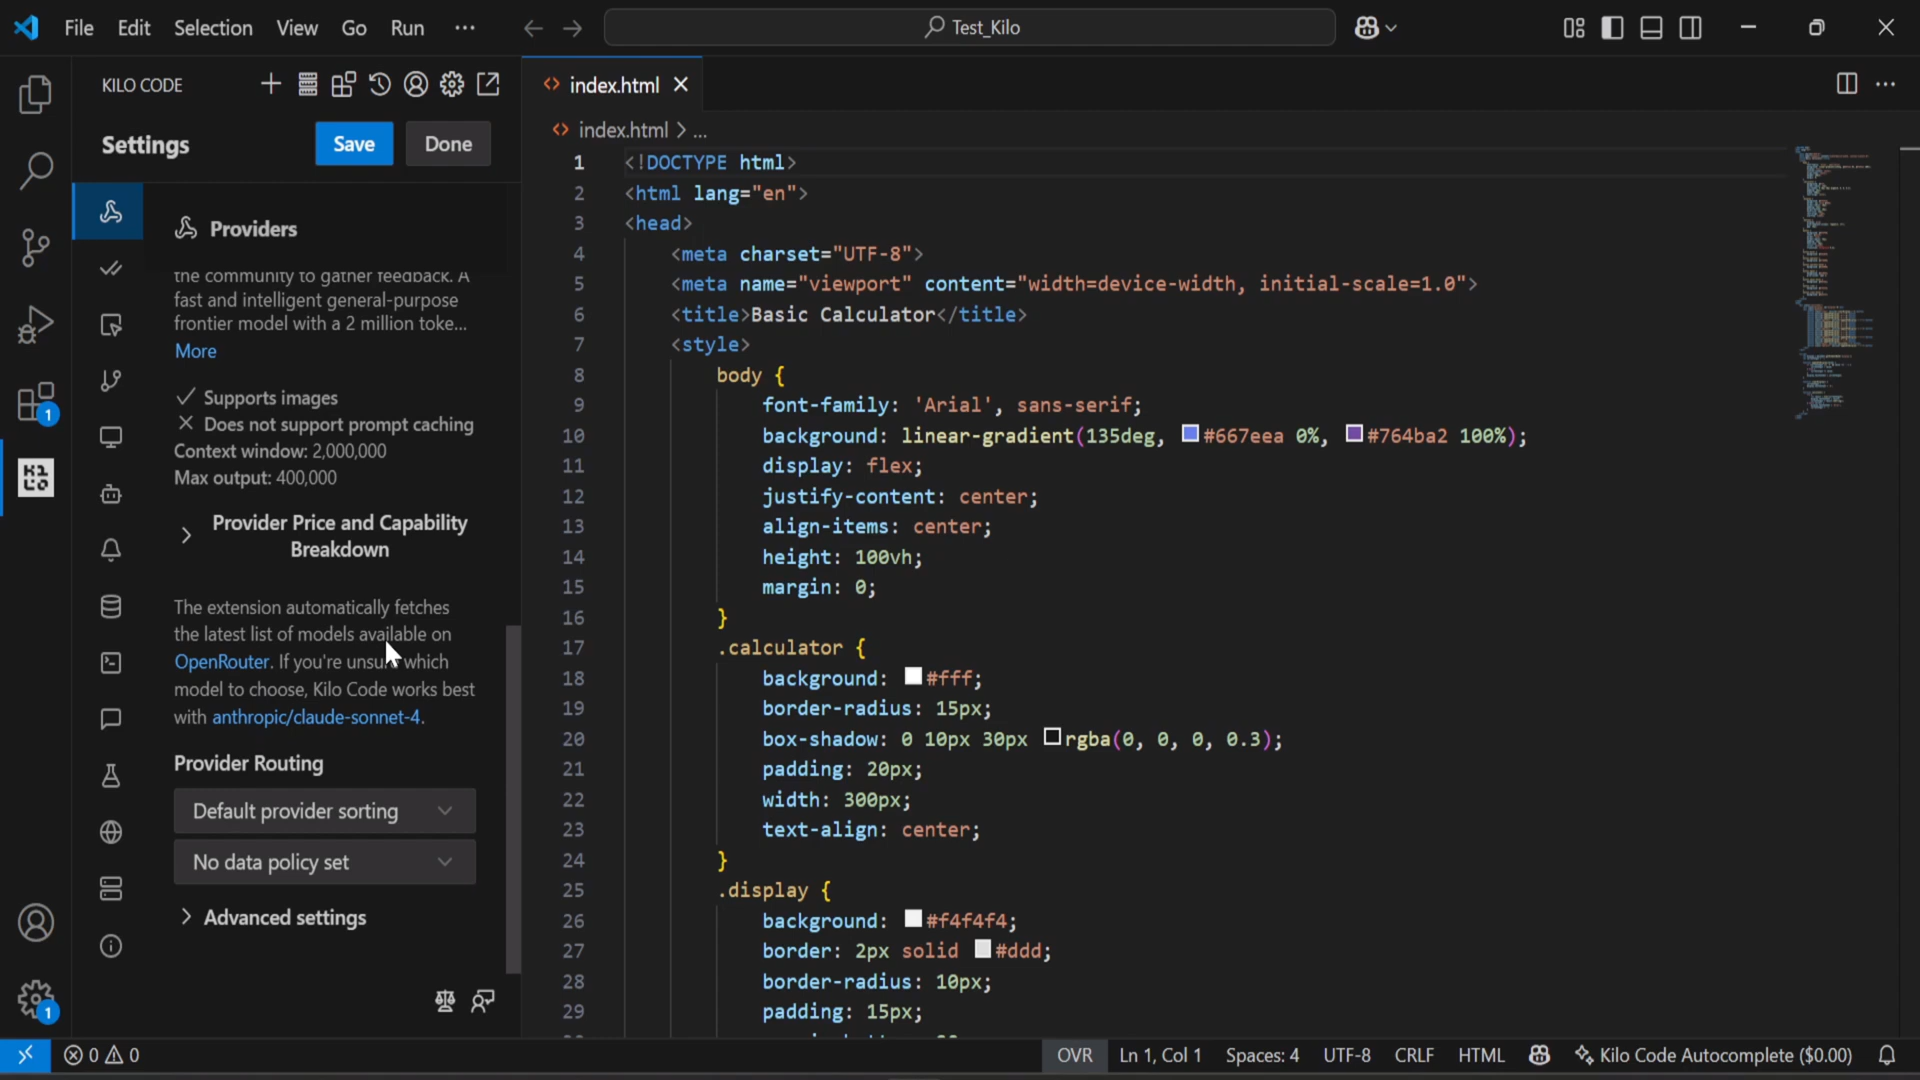 File Edit Selection View Go Run ···
Test_Kilo
KILO CODE
Settings
Save
Done
Providers
the community to gather feedback. A
fast and intelligent general-purpose
frontier model with a 2 million toke...
More
Supports images
Does not support prompt caching
Context window: 2,000,000
Max output: 400,000
Provider Price and Capability
Breakdown
The extension automatically fetches
the latest list of models available on
OpenRouter. If you're unsure which
model to choose, Kilo Code works best
with anthropic/claude-sonnet-4.
Provider Routing
Default provider sorting
No data policy set
Advanced settings
1
KI
LO
1
index.html
index.html > ...
1 <!DOCTYPE html>
2 <html lang="en">
3 <head>
4 <meta charset="UTF-8">
5 <meta name="viewport" content="width=device-width, initial-scale=1.0">
6 <title>Basic Calculator</title>
7 <style>
8 body {
9 font-family: 'Arial', sans-serif;
10 background: linear-gradient(135deg, #667eea 0%, #764ba2 100%);
11 display: flex;
12 justify-content: center;
13 align-items: center;
14 height: 100vh;
15 margin: 0;
16 }
17 .calculator {
18 background: #fff;
19 border-radius: 15px;
20 box-shadow: 0 10px 30px rgba(0, 0, 0, 0.3);
21 padding: 20px;
22 width: 300px;
23 text-align: center;
24 }
25 .display {
26 background: #f4f4f4;
27 border: 2px solid #ddd;
28 border-radius: 10px;
29 padding: 15px;
0 0
OVR Ln 1, Col 1 Spaces: 4 UTF-8 CRLF HTML Kilo Code Autocomplete ($0.00)